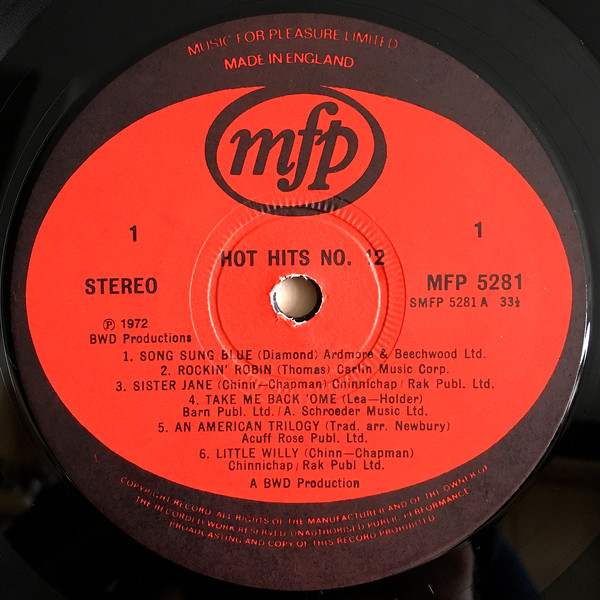 MUSIC FOR PLEASURE LIMITED
MADE IN ENGLAND
mfp
1
1
HOT HITS NO. 12
STEREO
MFP 5281
SMFP 5281 A 33⅓
Ⓟ 1972
BWD Productions
1. SONG SUNG BLUE (Diamond) Ardmore & Beechwood Ltd.
2. ROCKIN' ROBIN (Thomas) Carlin Music Corp.
3. SISTER JANE (Chinn-Chapman) Chinnichap / Rak Publ. Ltd.
4. TAKE ME BACK 'OME (Lea—Holder)
Barn Publ. Ltd. / A. Schroeder Music Ltd.
5. AN AMERICAN TRILOGY (Trad. arr. Newbury)
Acuff Rose Publ. Ltd.
6. LITTLE WILLY (Chinn—Chapman)
Chinnichap / Rak Publ Ltd.
A BWD Production
COPYRIGHT RECORD. ALL RIGHTS OF THE MANUFACTURER AND OF THE OWNER OF
THE RECORDED WORK RESERVED. UNAUTHORISED PUBLIC PERFORMANCE
BROADCASTING AND COPY OF THIS RECORD PROHIBITED